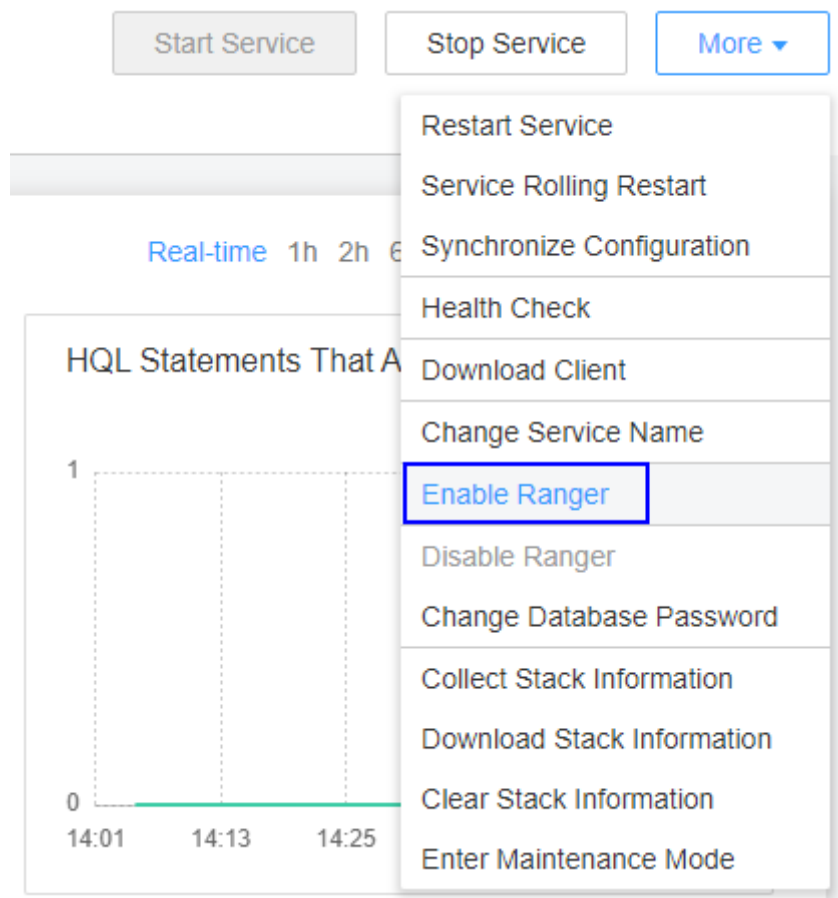 Start Service Stop Service More
Restart Service
Service Rolling Restart
Real-time 1h 2h 6 Synchronize Configuration
Health Check
HQL Statements That A Download Client
Change Service Name
1
Enable Ranger
Disable Ranger
Change Database Password
Collect Stack Information
Download Stack Information
0 Clear Stack Information
14:01 14:13 14:25
Enter Maintenance Mode